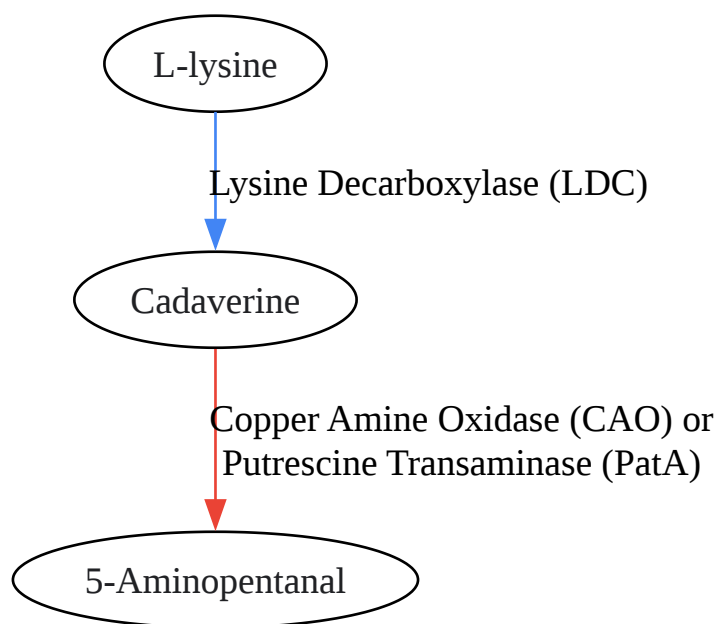 L-lysine
Lysine Decarboxylase (LDC)
Cadaverine
Copper Amine Oxidase (CAO) or
Putrescine Transaminase (PatA)
5-Aminopentanal